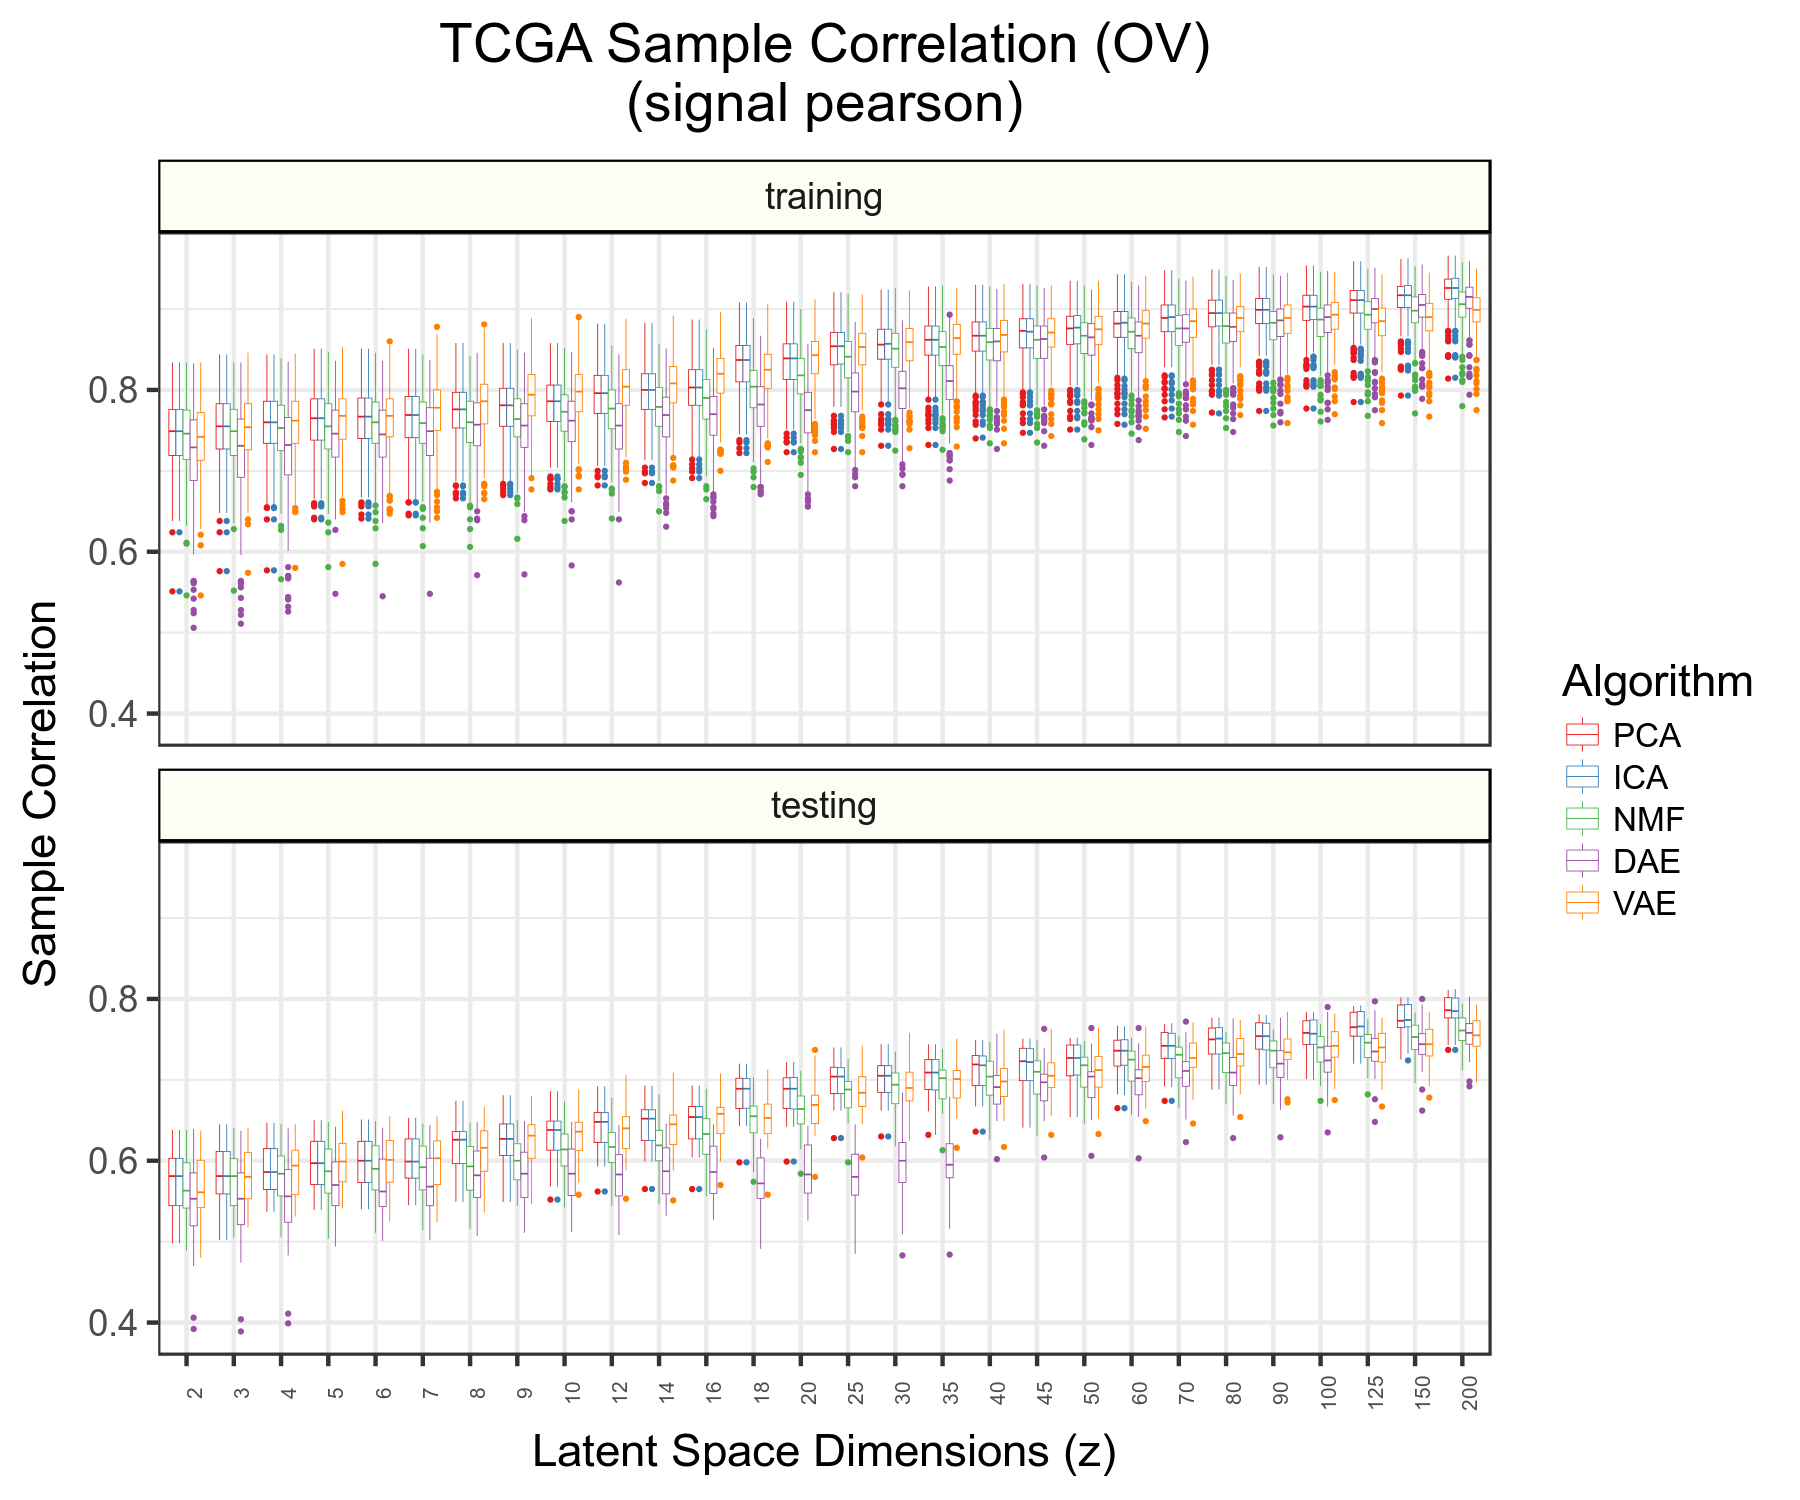 TCGA Sample Correlation (OV)
(signal pearson)
training
0.8
0.6
0.4
testing
0.8
0.6
0.4
Sample Correlation
2 3 4 5 6 7 8 9 10 12 14 16 18 20 25 30 35 40 45 50 60 70 80 90 100 125 150 200
Latent Space Dimensions (z)
Algorithm
PCA
ICA
NMF
DAE
VAE